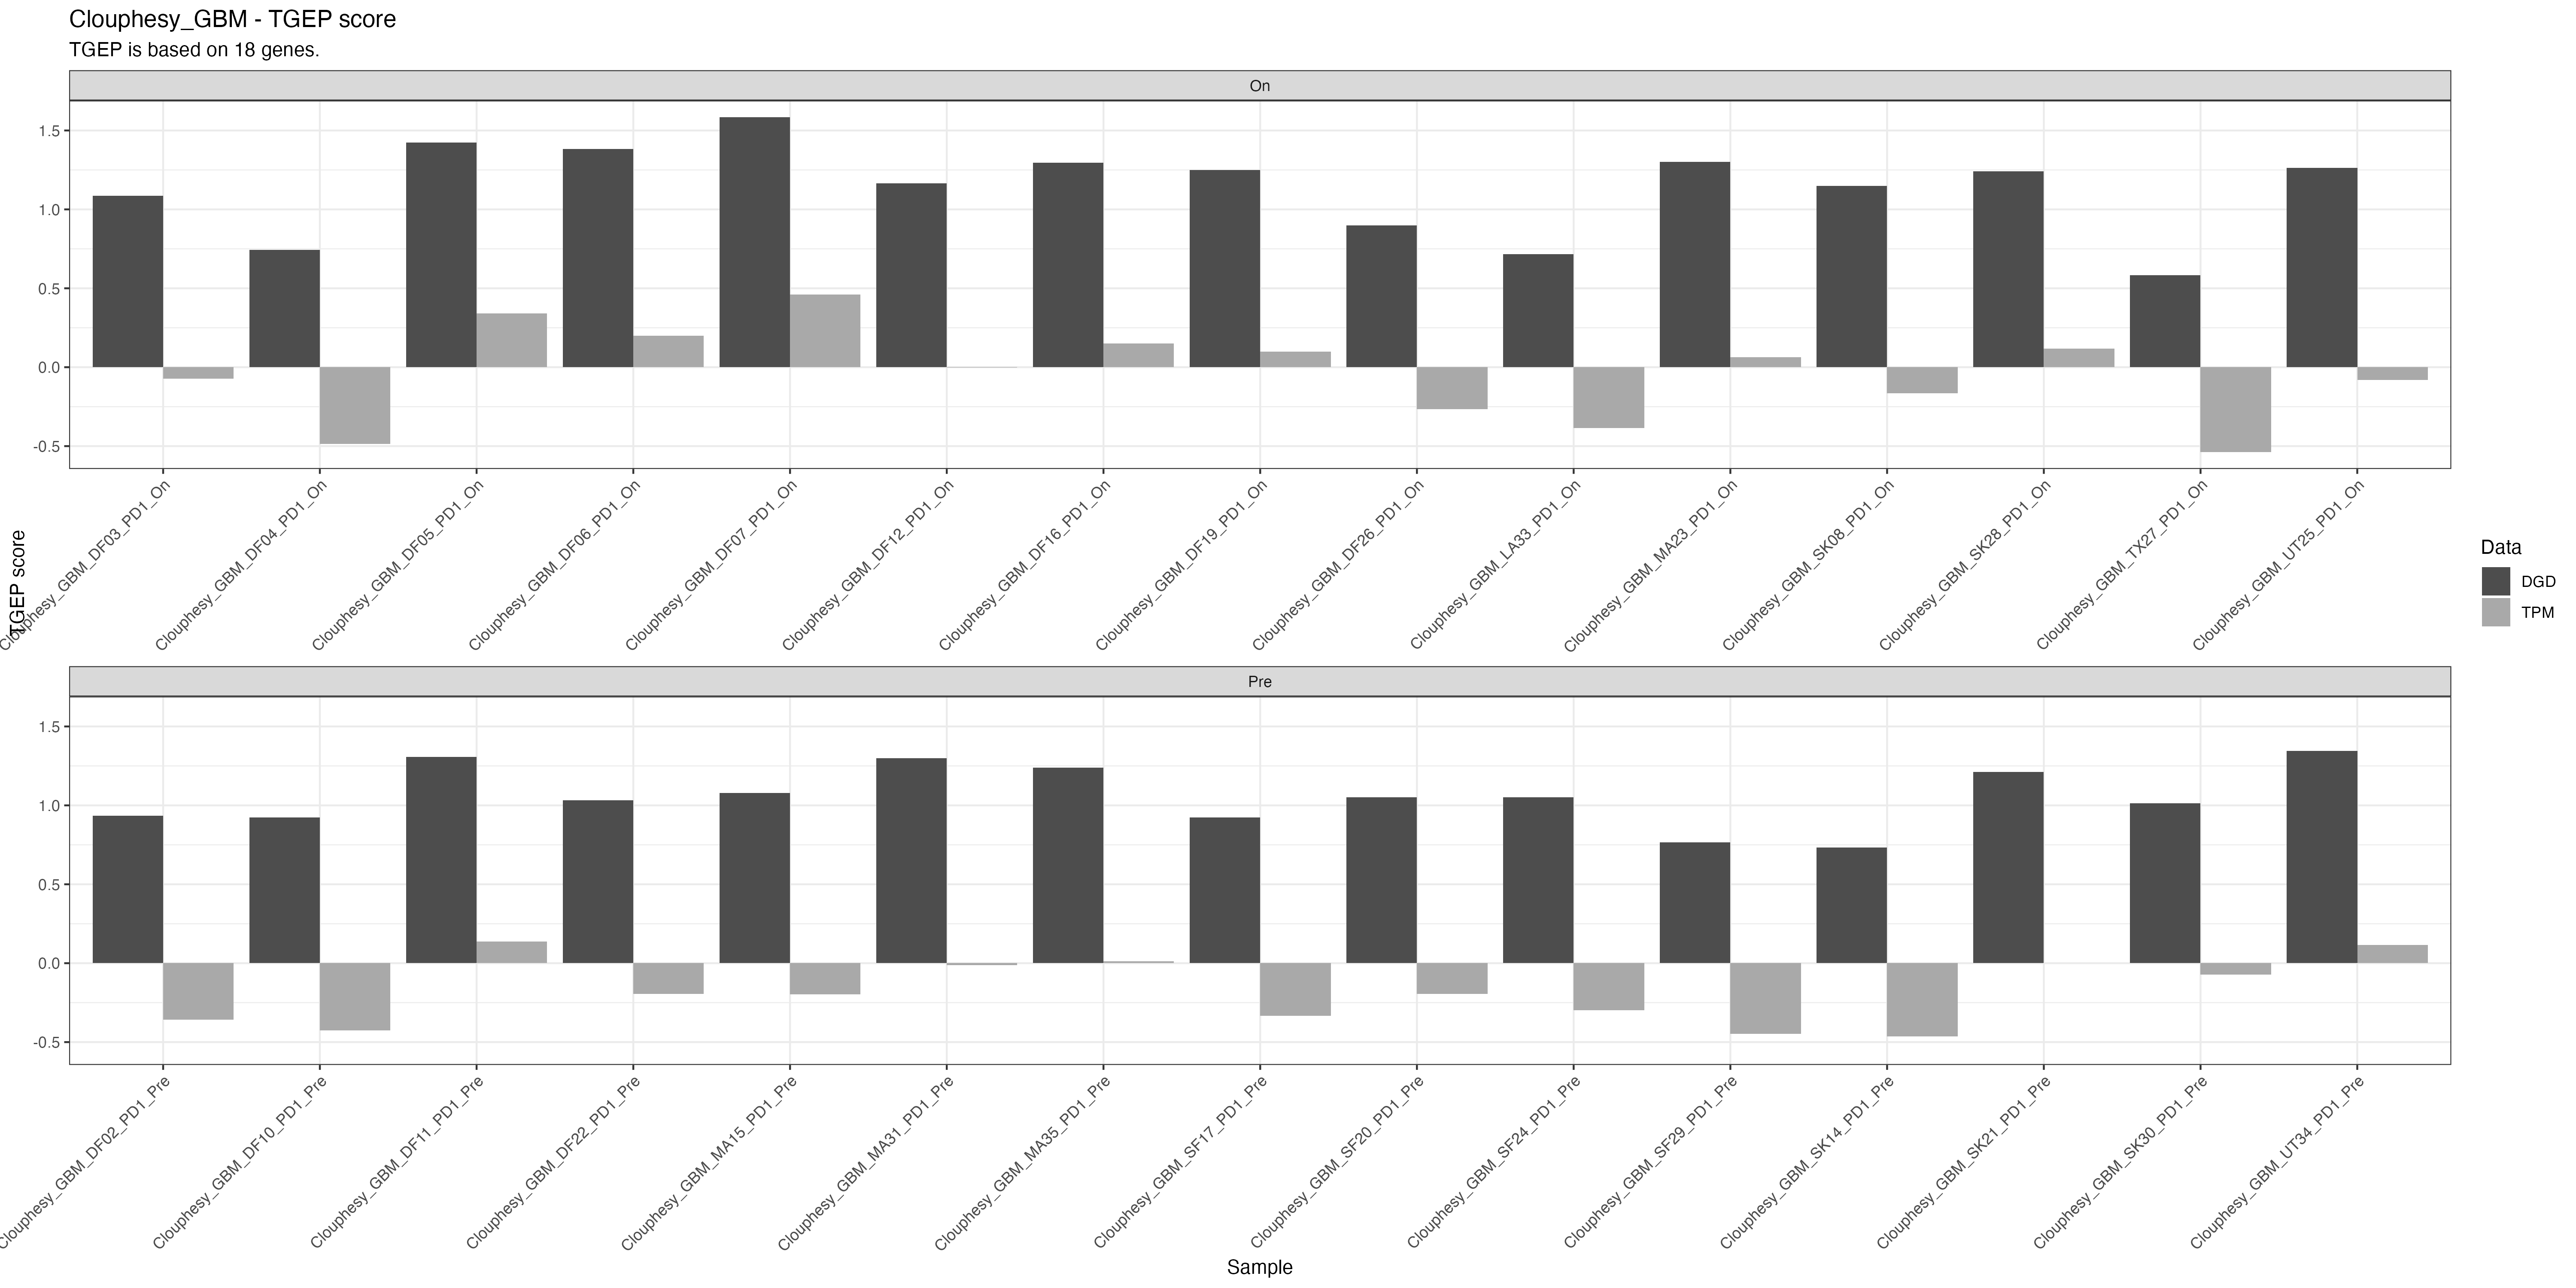 Clouphesy_GBM - TGEP score
TGEP is based on 18 genes.
On
1.5
1.0
0.5
0.0
-0.5
Clouphesy_GBM_DF03_PD1_On
Clouphesy_GBM_DF04_PD1_On
Clouphesy_GBM_DF05_PD1_On
Clouphesy_GBM_DF06_PD1_On
Clouphesy_GBM_DF07_PD1_On
Clouphesy_GBM_DF12_PD1_On
Clouphesy_GBM_DF16_PD1_On
Clouphesy_GBM_DF19_PD1_On
Clouphesy_GBM_DF26_PD1_On
Clouphesy_GBM_LA33_PD1_On
Clouphesy_GBM_MA23_PD1_On
Clouphesy_GBM_SK08_PD1_On
Clouphesy_GBM_SK28_PD1_On
Clouphesy_GBM_TX27_PD1_On
Clouphesy_GBM_UT25_PD1_On
TGEP score
Data
DGD
TPM
Pre
1.5
1.0
0.5
0.0
-0.5
Clouphesy_GBM_DF02_PD1_Pre
Clouphesy_GBM_DF10_PD1_Pre
Clouphesy_GBM_DF11_PD1_Pre
Clouphesy_GBM_DF22_PD1_Pre
Clouphesy_GBM_MA15_PD1_Pre
Clouphesy_GBM_MA31_PD1_Pre
Clouphesy_GBM_MA35_PD1_Pre
Clouphesy_GBM_SF17_PD1_Pre
Clouphesy_GBM_SF20_PD1_Pre
Clouphesy_GBM_SF24_PD1_Pre
Clouphesy_GBM_SF29_PD1_Pre
Clouphesy_GBM_SK14_PD1_Pre
Clouphesy_GBM_SK21_PD1_Pre
Clouphesy_GBM_SK30_PD1_Pre
Clouphesy_GBM_UT34_PD1_Pre
Sample